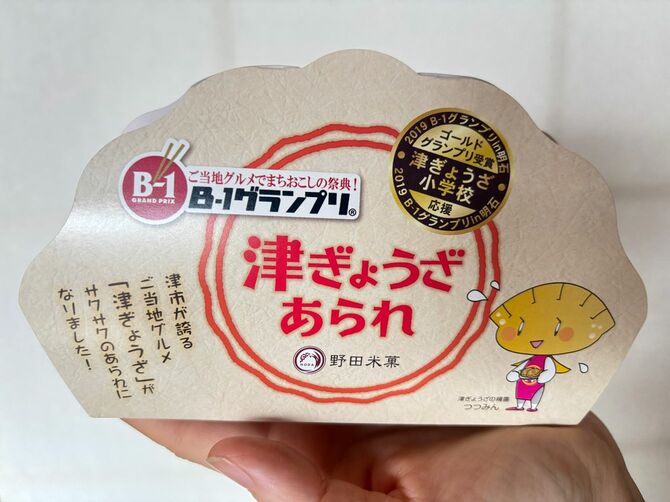 B-1
GRAND PRIX
ご当地グルメでまちおこしの祭典!
B-1グランプリ®
2019 B-1グランプリin明石
ゴールド
グランプリ受賞
津ぎょうざ
小学校
応援
2019 B-1グランプリin明石
津ぎょうざ
あられ
NODA
野田米菓
津市が誇る
ご当地グルメ
「津ぎょうざ」が
サクサクのあられに
なりました!
津ぎょうざの精霊
つつみん